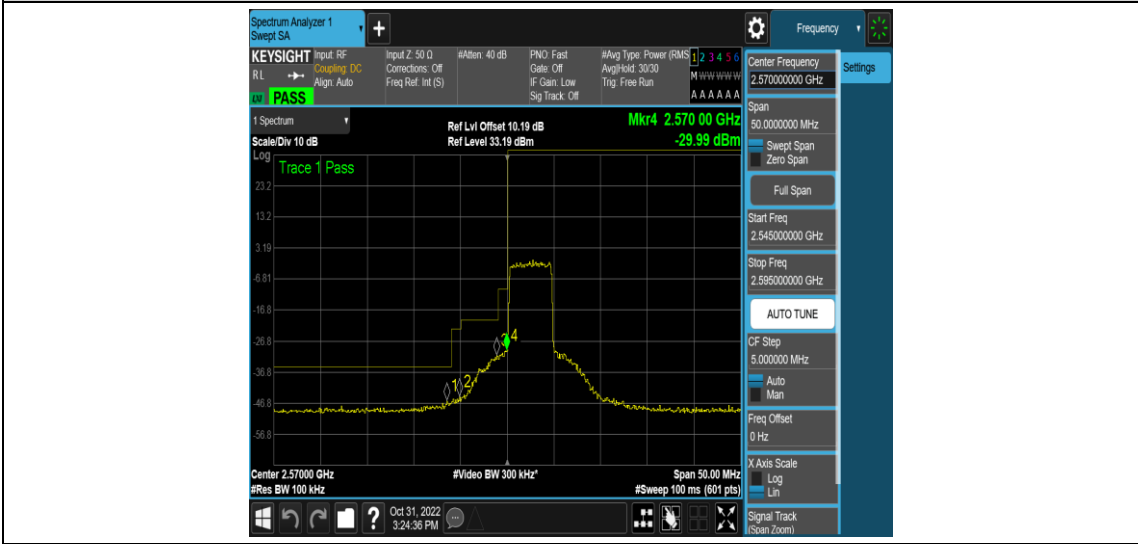 Spectrum Analyzer 1
Swept SA
Frequency
KEYSIGHT
Input: RF
Coupling: DC
Align: Auto
Input Z: 50 Ω
Corrections: Off
Freq Ref: Int (S)
#Atten: 40 dB
PNO: Fast
Gate: Off
IF Gain: Low
Sig Track: Off
#Avg Type: Power (RMS
Avg|Hold: 30/30
Trig: Free Run
1 2 3 4 5 6
M W W W W W
A A A A A A
RL
PASS
1 Spectrum
Scale/Div 10 dB
Ref Lvl Offset 10.19 dB
Ref Level 33.19 dBm
Mkr4 2.570 00 GHz
-29.99 dBm
Log
Trace 1 Pass
23.2
13.2
3.19
-6.81
-16.8
-26.8
-36.8
-46.8
-56.8
1
2
3
4
Center 2.57000 GHz
#Video BW 300 kHz*
Span 50.00 MHz
#Res BW 100 kHz
#Sweep 100 ms (601 pts)
?
Oct 31, 2022
3:24:36 PM
Center Frequency
2.570000000 GHz
Settings
Span
50.0000000 MHz
Swept Span
Zero Span
Full Span
Start Freq
2.545000000 GHz
Stop Freq
2.595000000 GHz
AUTO TUNE
CF Step
5.000000 MHz
Auto
Man
Freq Offset
0 Hz
X Axis Scale
Log
Lin
Signal Track
(Span Zoom)